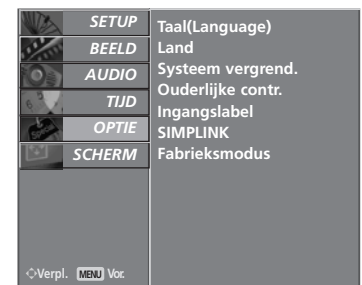 SETUP
BEELD
AUDIO
TIJD
OPTIE
SCHERM
Taal(Language)
Land
Systeem vergrend.
Ouderlijke contr.
Ingangslabel
SIMPLINK
Fabrieksmodus
Verpl. MENU Vor.